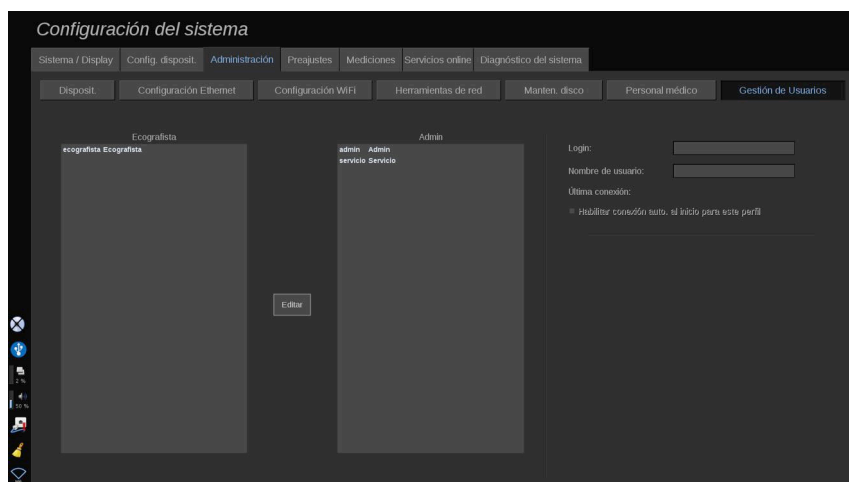 Configuración del sistema
Sistema / Display Config. disposit. Administración Preajustes Mediciones Servicios online Diagnóstico del sistema
Disposit. Configuración Ethernet Configuración WiFi Herramientas de red Manten. disco Personal médico Gestión de Usuarios
Ecografista
ecografista Ecografista
Admin
admin Admin
servicio Servicio
Editar
Login:
Nombre de usuario:
Última conexión:
Habilitar conexión auto. al inicio para este perfil
2 %
50 %